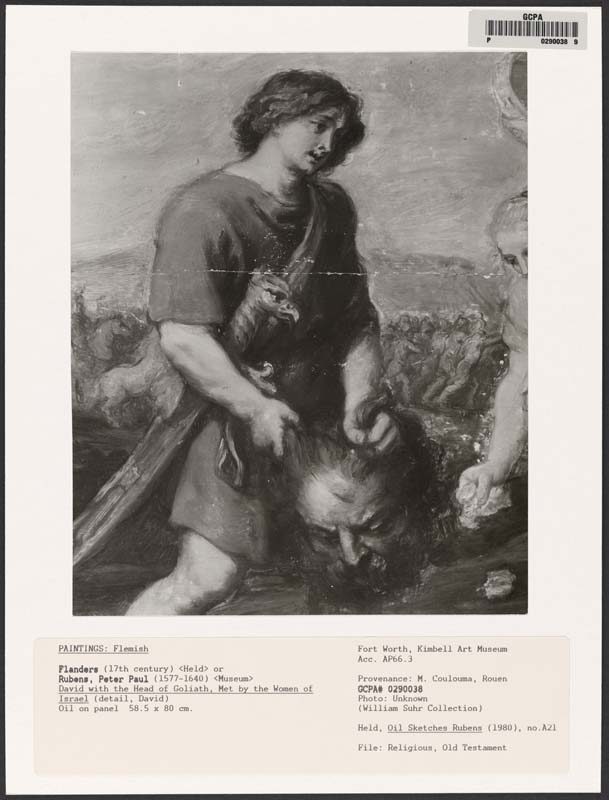 GCPA
P 0290038 9
PAINTINGS: Flemish
Flanders (17th century) <Held> or
Rubens, Peter Paul (1577-1640) <Museum>
David with the Head of Goliath, Met by the Women of
Israel (detail, David)
Oil on panel 58.5 x 80 cm.
Fort Worth, Kimbell Art Museum
Acc. AP66.3
Provenance: M. Coulouma, Rouen
GCPA# 0290038
Photo: Unknown
(William Suhr Collection)
Held, Oil Sketches Rubens (1980), no.A21
File: Religious, Old Testament